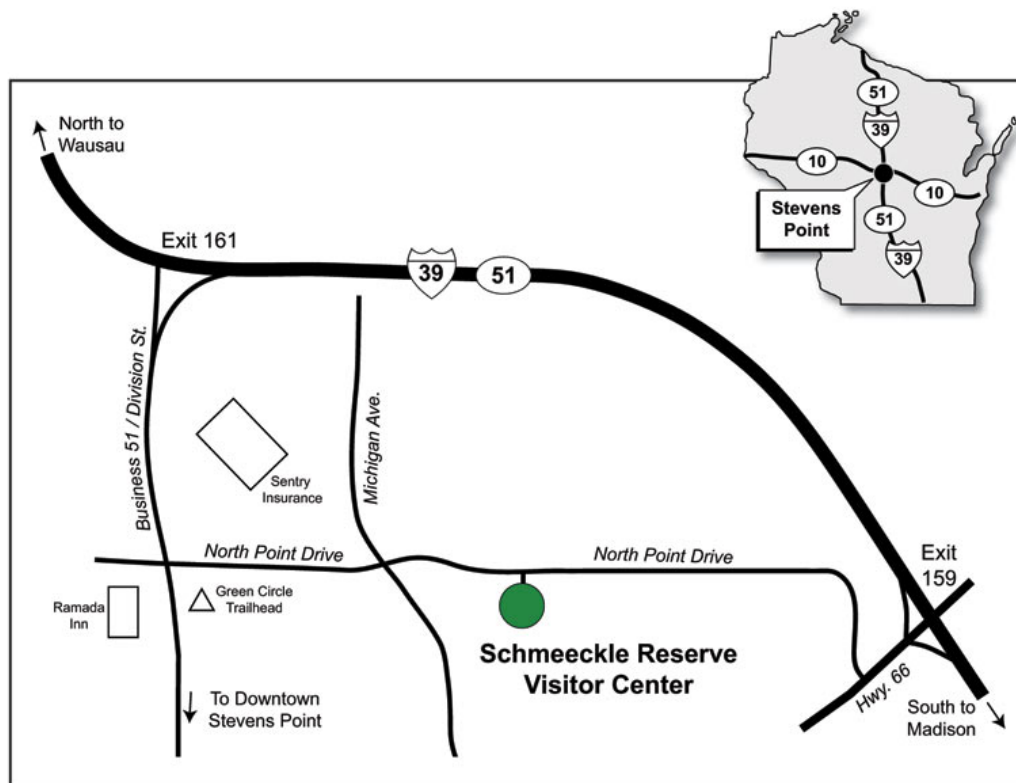 51
39
10
10
Stevens
Point
51
39
North to
Wausau
Exit 161
39
51
Business 51 / Division St.
Michigan Ave.
Sentry
Insurance
North Point Drive
North Point Drive
Exit
159
Ramada
Inn
Green Circle
Trailhead
Schmeeckle Reserve
Visitor Center
Hwy. 66
To Downtown
Stevens Point
South to
Madison